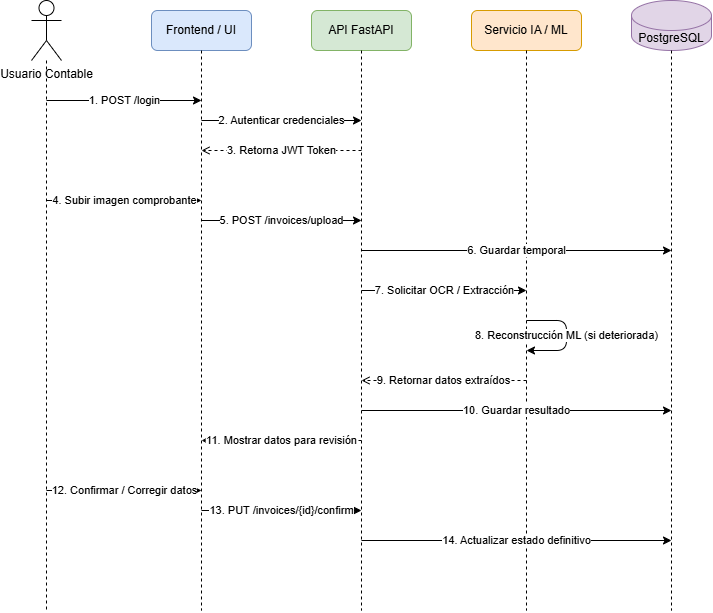 Usuario Contable
Frontend / UI
API FastAPI
Servicio IA / ML
PostgreSQL
1. POST /login
2. Autenticar credenciales
3. Retorna JWT Token
4. Subir imagen comprobante
5. POST /invoices/upload
6. Guardar temporal
7. Solicitar OCR / Extracción
8. Reconstrucción ML (si deteriorada)
9. Retornar datos extraídos
10. Guardar resultado
11. Mostrar datos para revisión
12. Confirmar / Corregir datos
13. PUT /invoices/{id}/confirm
14. Actualizar estado definitivo